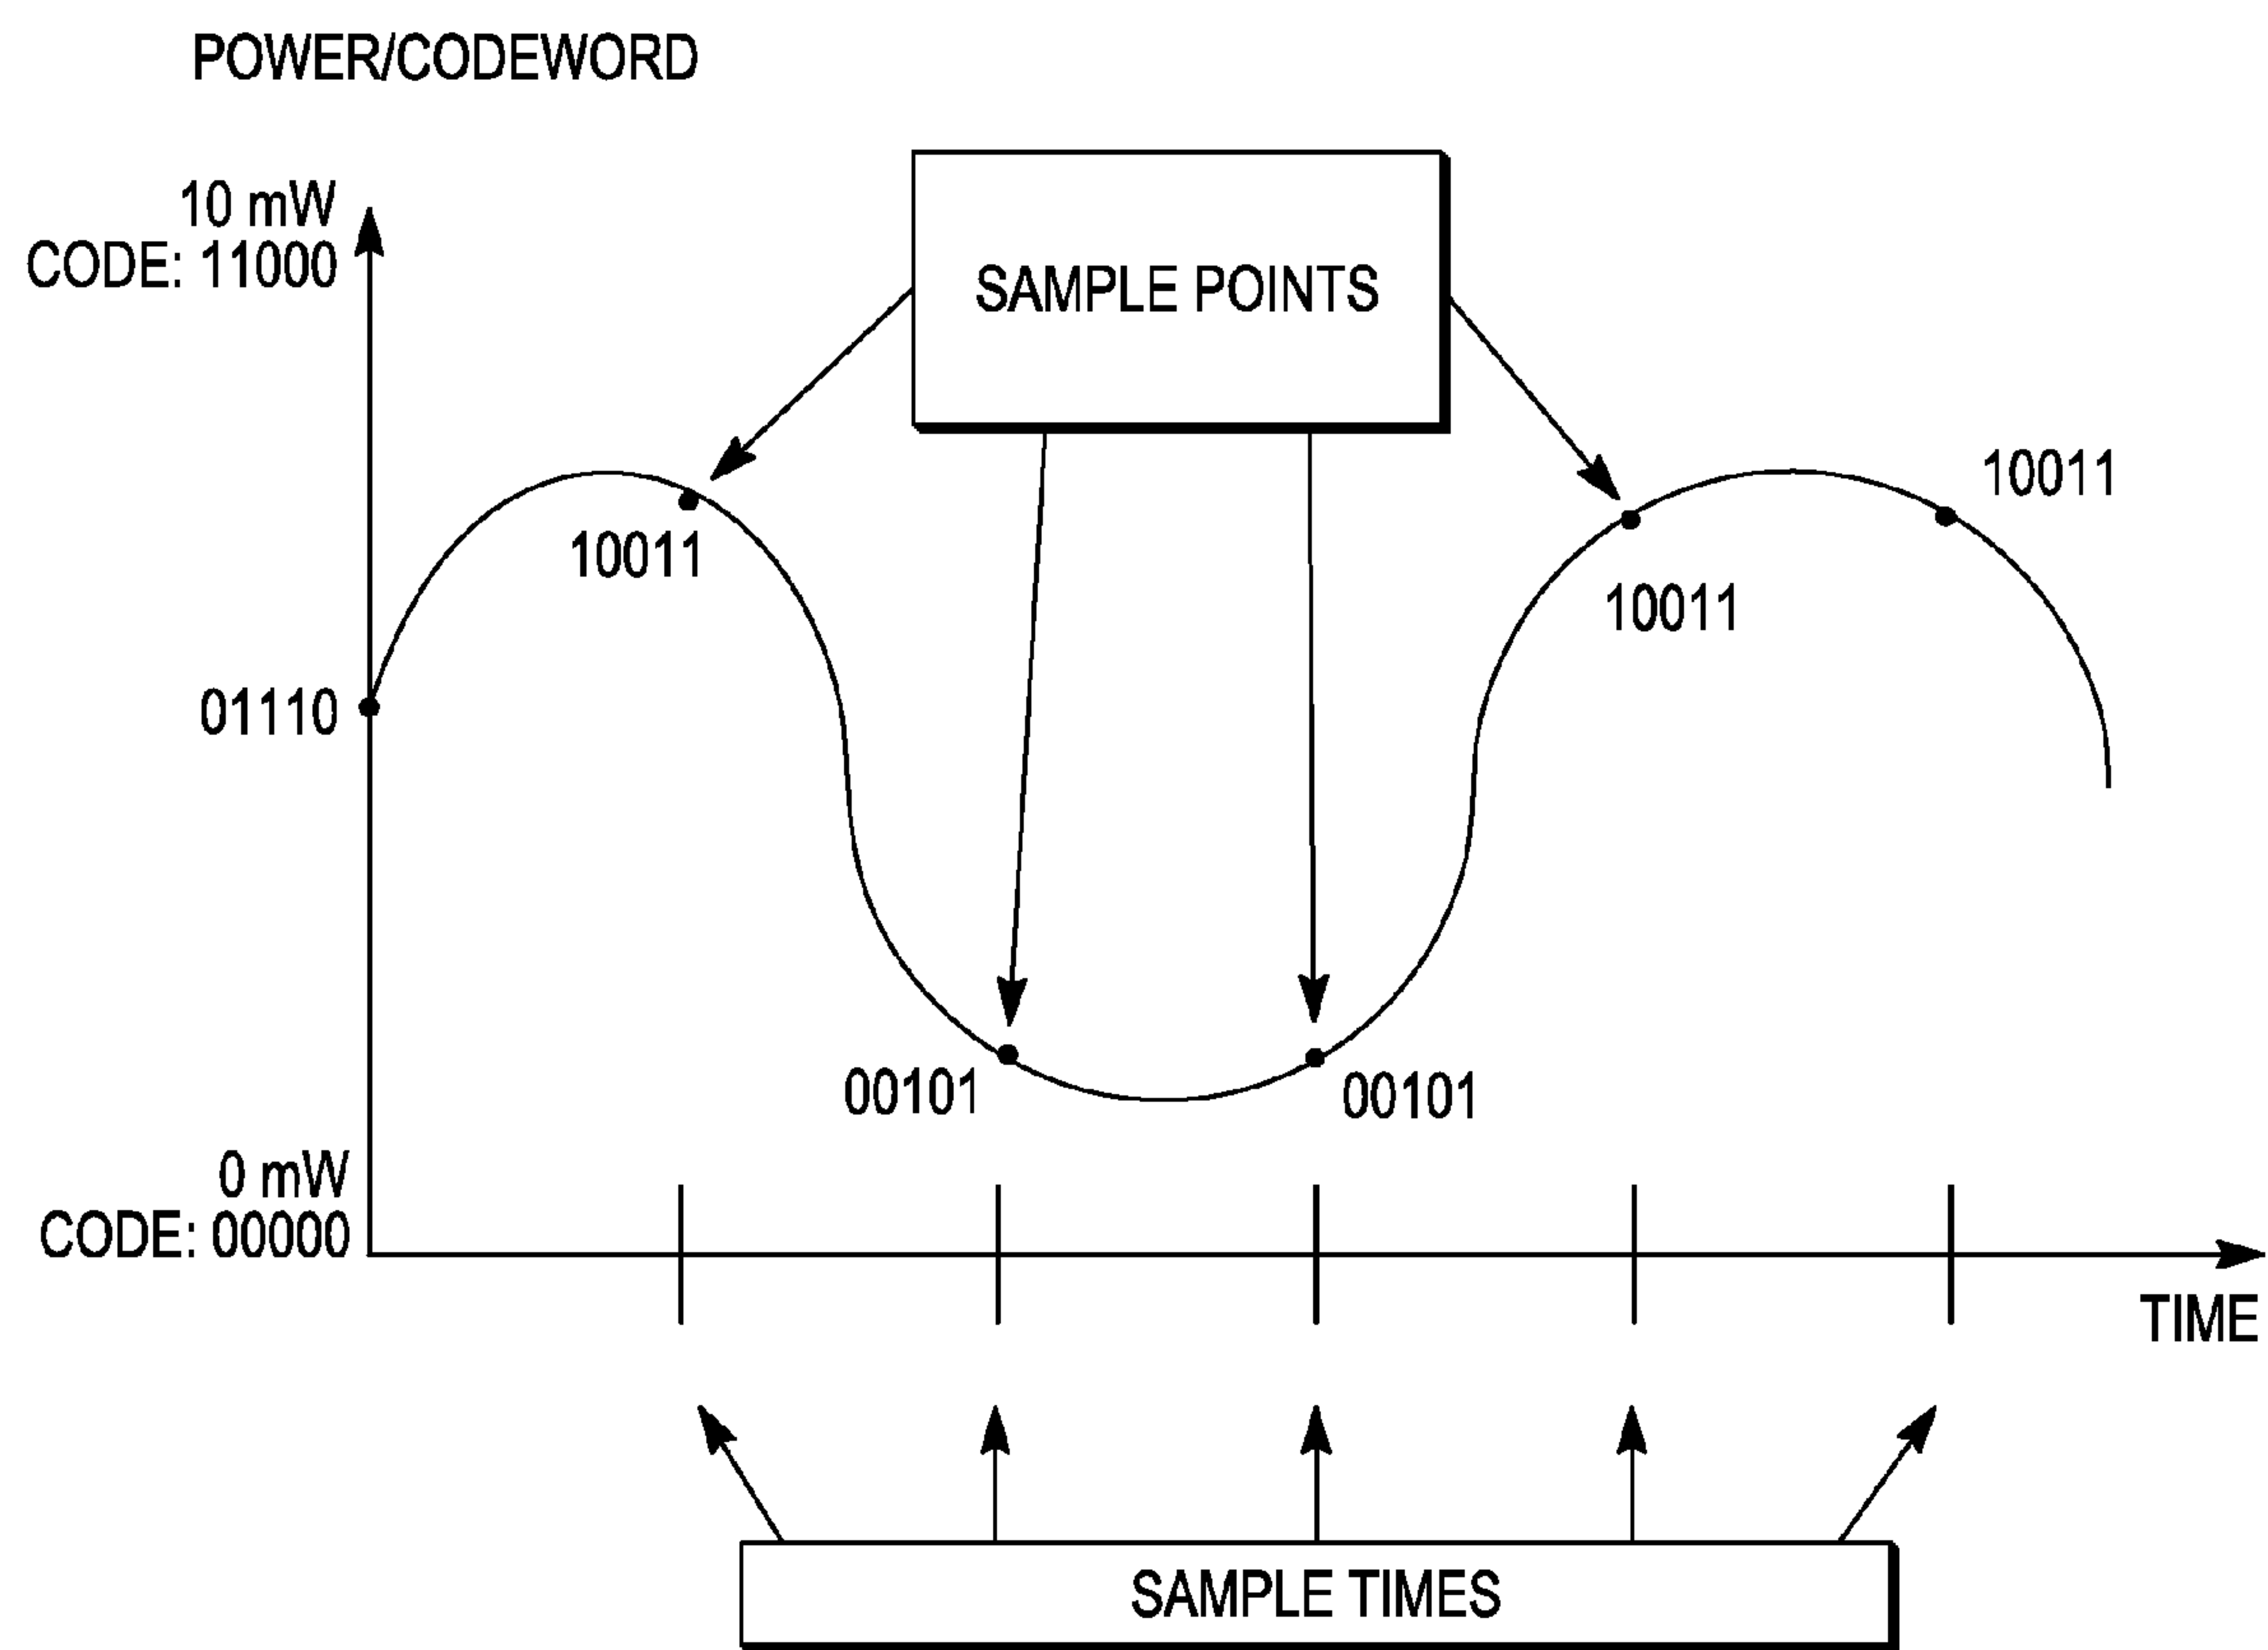 POWER/CODEWORD
10 mW
CODE: 11000
SAMPLE POINTS
10011
10011
10011
01110
00101
00101
0 mW
CODE: 00000
TIME
SAMPLE TIMES